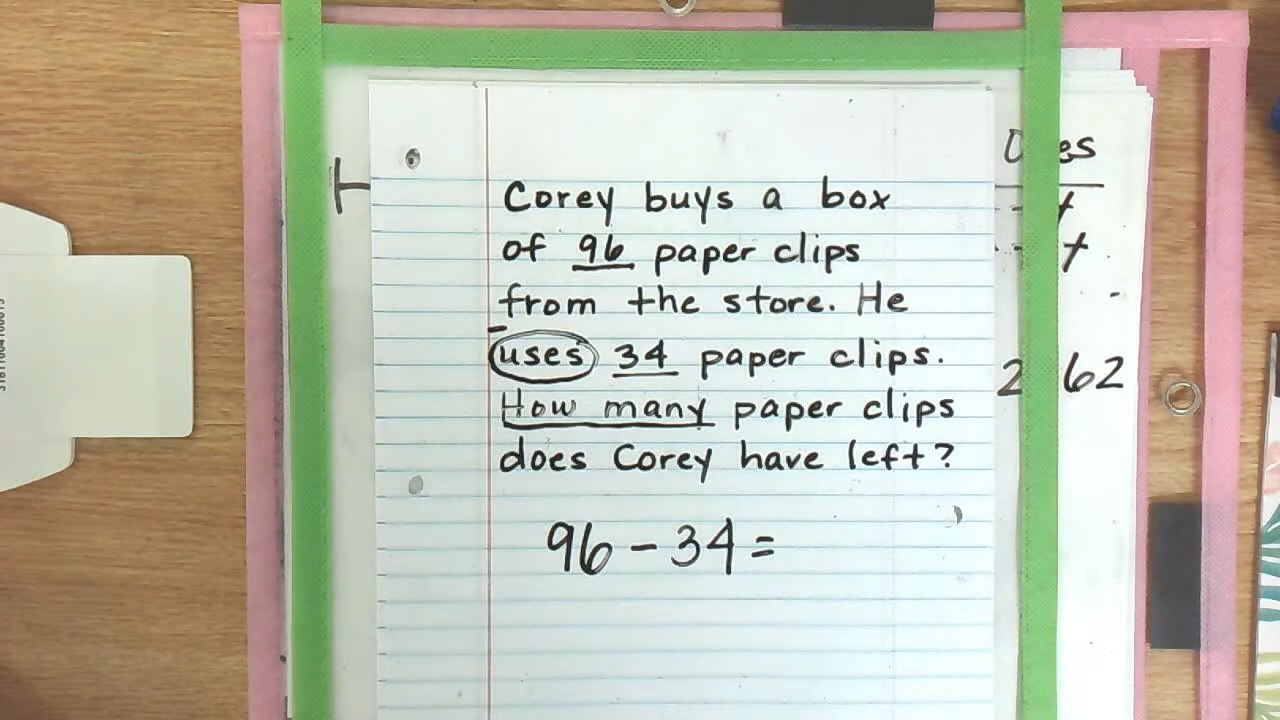 Corey buys a box
of 96 paper clips
from the store. He
uses 34 paper clips.
How many paper clips
does Corey have left?
96 - 34 =
2 62